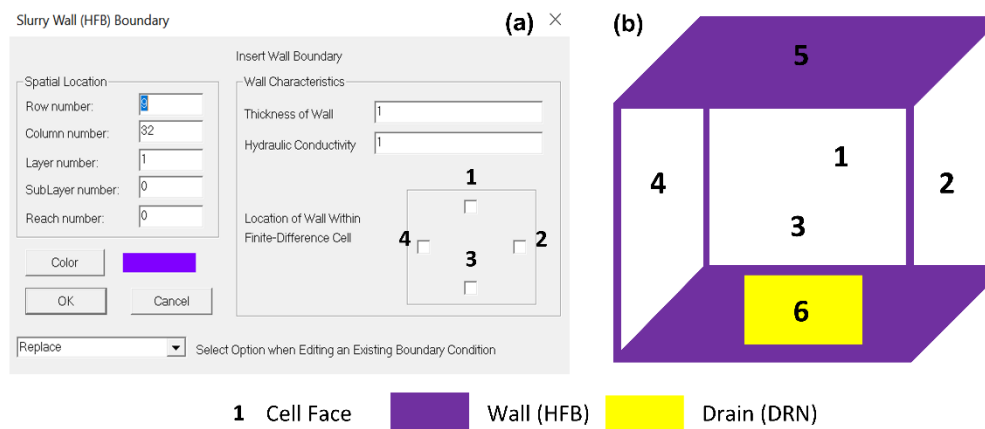 Slurry Wall (HFB) Boundary
(a)
Insert Wall Boundary
Spatial Location
Row number: 9
Column number: 32
Layer number: 1
SubLayer number: 0
Reach number: 0
Wall Characteristics
Thickness of Wall 1
Hydraulic Conductivity 1
Location of Wall Within
Finite-Difference Cell
1
4
2
3
Color
OK
Cancel
Replace
Select Option when Editing an Existing Boundary Condition
(b)
5
1
4
2
3
6
1 Cell Face Wall (HFB) Drain (DRN)